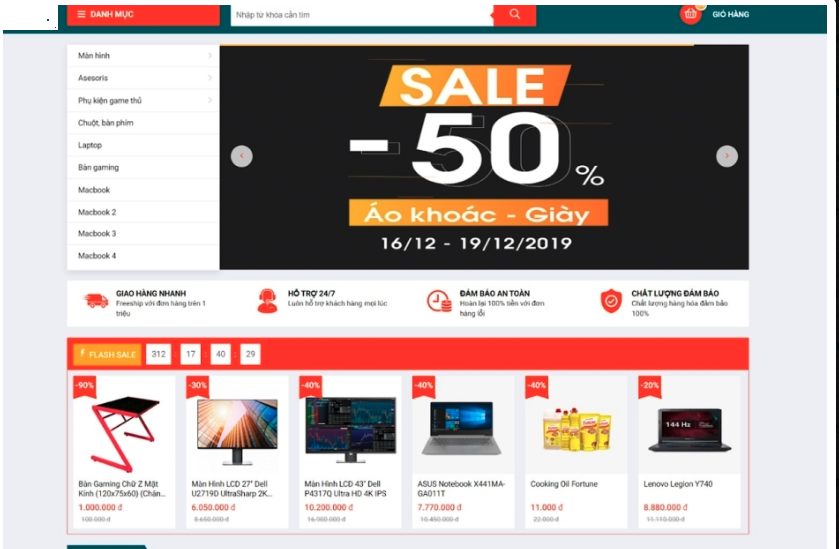 DANH MỤC
Nhập từ khóa cần tìm
GIỎ HÀNG
Màn hình
Asesoris
Phụ kiện game thủ
Chuột, bàn phím
Laptop
Bàn gaming
Macbook
Macbook 2
Macbook 3
Macbook 4
SALE
-50%
Áo khoác - Giày
16/12 - 19/12/2019
GIAO HÀNG NHANH
Freeship với đơn hàng trên 1
triệu
HỖ TRỢ 24/7
Luôn hỗ trợ khách hàng mọi lúc
ĐẢM BẢO AN TOÀN
Hoàn lại 100% tiền với đơn
hàng lỗi
CHẤT LƯỢNG ĐẢM BẢO
Chất lượng hàng hóa đảm bảo
100%
FLASH SALE 312 : 17 : 40 : 29
-90%
Bàn Gaming Chữ Z Mặt
Kính (120x75x60) (Chân...
1.000.000 đ
100.000 đ
-30%
Màn Hình LCD 27" Dell
U2719D UltraSharp 2K...
6.050.000 đ
8.650.000 đ
-40%
Màn Hình LCD 43" Dell
P4317Q Ultra HD 4K IPS
10.200.000 đ
16.980.000 đ
-40%
ASUS Notebook X441MA-
GA011T
7.770.000 đ
10.450.000 đ
-40%
Cooking Oil Fortune
11.000 đ
22.000 đ
-20%
144 Hz
Lenovo Legion Y740
8.880.000 đ
11.110.000 đ